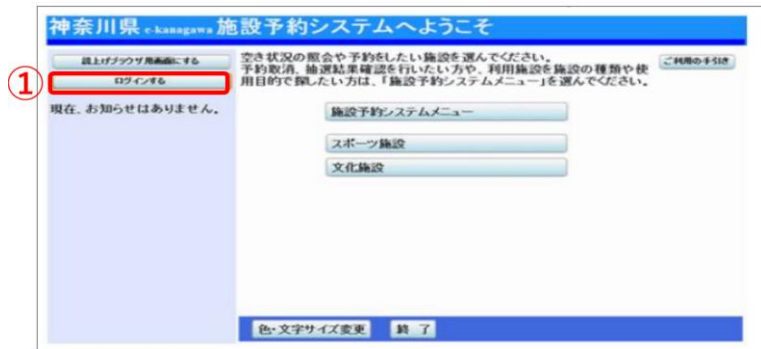 神奈川県 e-kanagawa 施設予約システムへようこそ
読上げブラウザ用画面にする
①
ログインする
現在、お知らせはありません。
空き状況の照会や予約をしたい施設を選んでください。
予約取消、抽選結果確認を行いたい方や、利用施設を施設の種類や使
用目的で探したい方は、「施設予約システムメニュー」を選んでください。
ご利用の手引き
施設予約システムメニュー
スポーツ施設
文化施設
色・文字サイズ変更
終 了